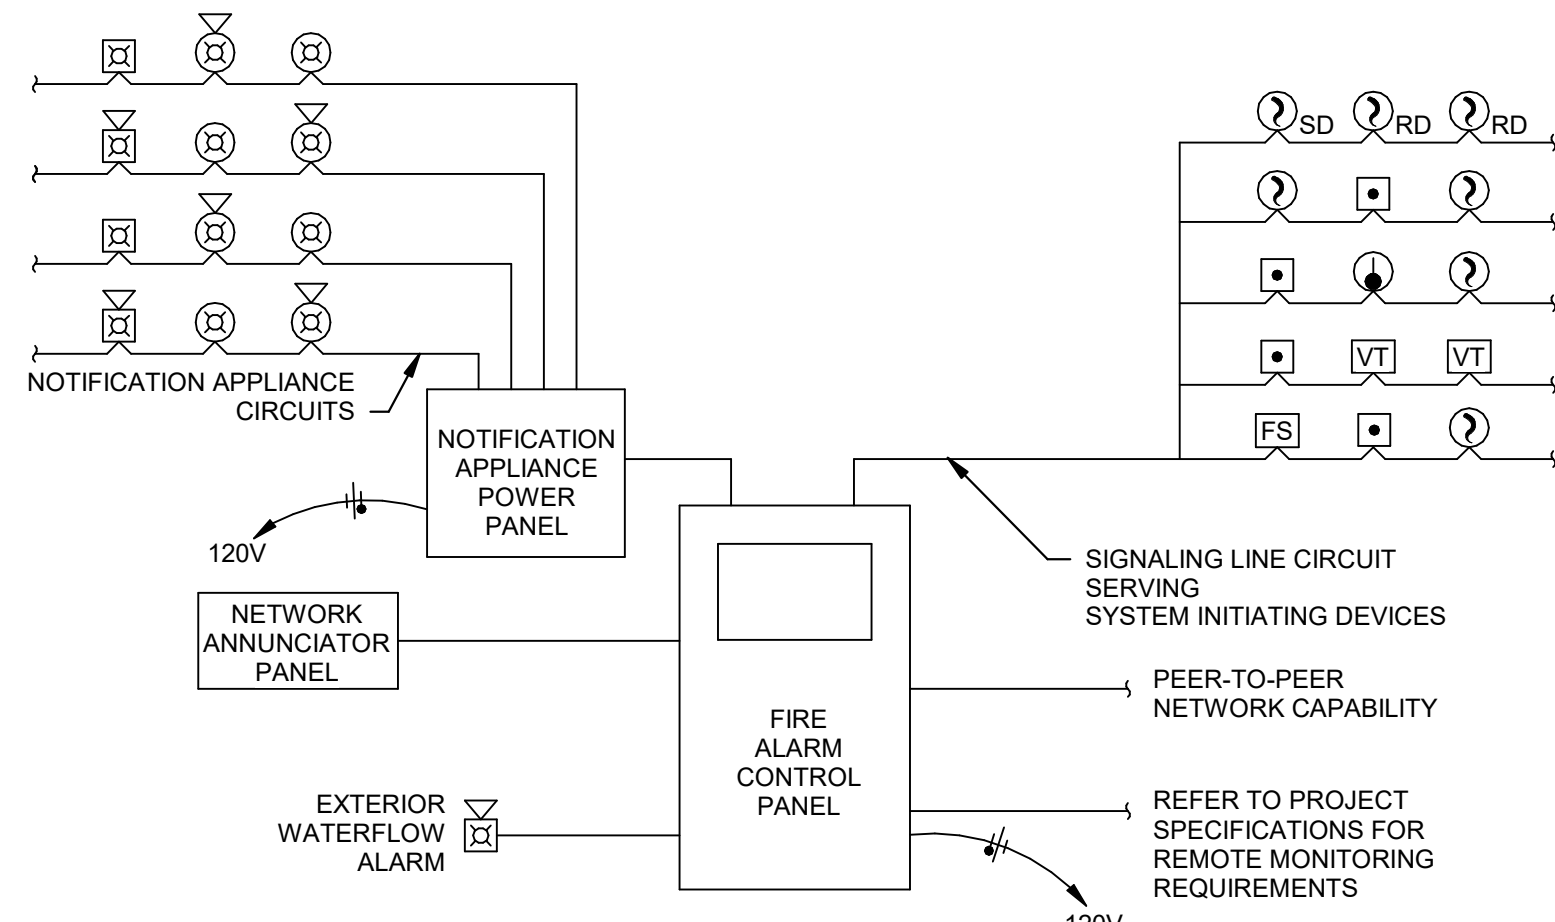 SD RD RD
NOTIFICATION APPLIANCE
CIRCUITS
VT VT
FS
NOTIFICATION
APPLIANCE
POWER
PANEL
120V
NETWORK
ANNUNCIATOR
PANEL
SIGNALING LINE CIRCUIT
SERVING
SYSTEM INITIATING DEVICES
PEER-TO-PEER
NETWORK CAPABILITY
FIRE
ALARM
CONTROL
PANEL
EXTERIOR
WATERFLOW
ALARM
REFER TO PROJECT
SPECIFICATIONS FOR
REMOTE MONITORING
REQUIREMENTS
120V